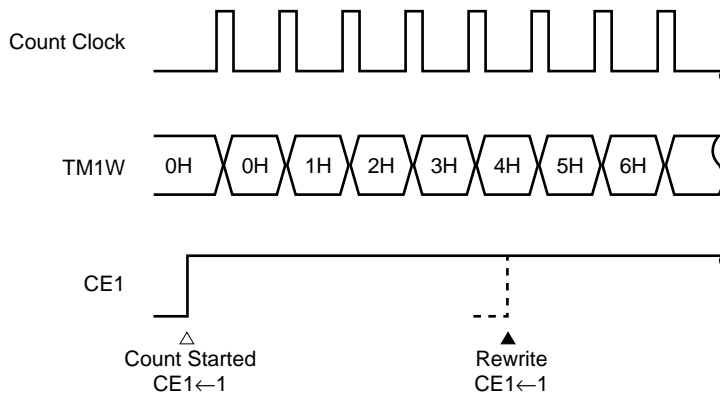 Count Clock
TM1W
0H 0H 1H 2H 3H 4H 5H 6H
CE1
Count Started
CE1←1
Rewrite
CE1←1